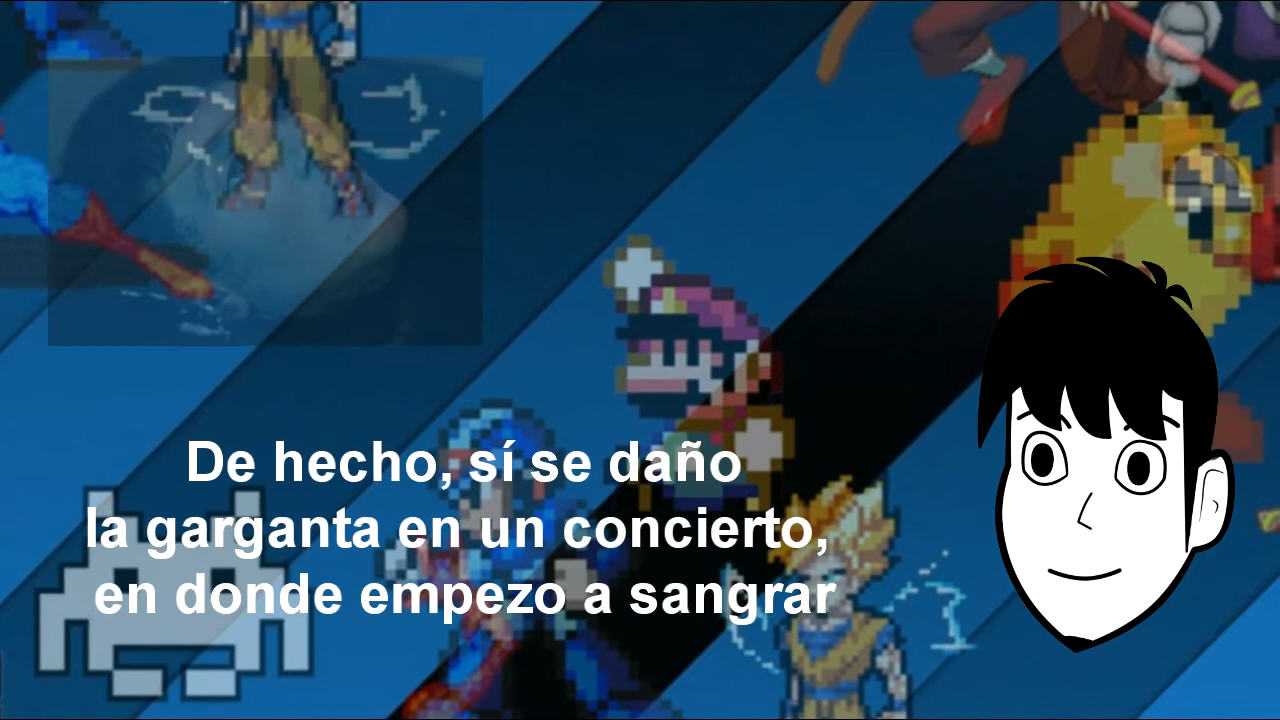 De hecho, sí se daño
la garganta en un concierto,
en donde empezo a sangrar